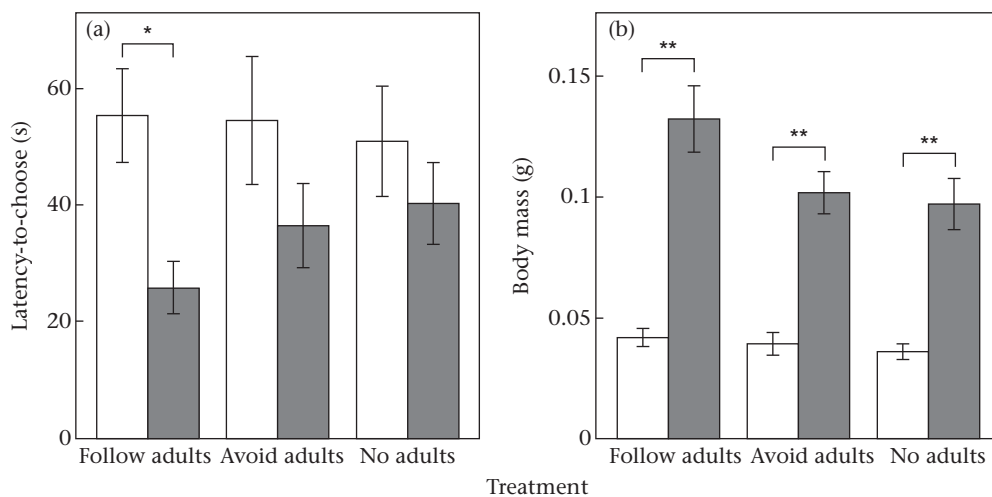 (a)
*
Latency-to-choose (s)
60
40
20
0
Follow adults Avoid adults No adults
(b)
**
**
**
Body mass (g)
0.15
0.1
0.05
0
Follow adults Avoid adults No adults
Treatment